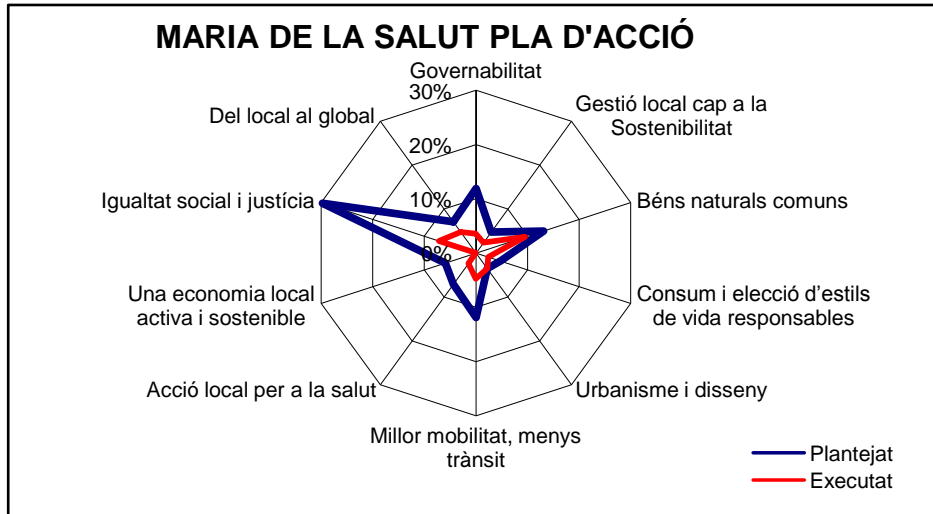 MARIA DE LA SALUT PLA D'ACCIÓ
Governabilitat
30%
20%
10%
0%
Gestió local cap a la
Sostenibilitat
Béns naturals comuns
Consum i elecció d’estils
de vida responsables
Urbanisme i disseny
Millor mobilitat, menys
trànsit
Acció local per a la salut
Una economia local
activa i sostenible
Igualtat social i justícia
Del local al global
Plantejat
Executat